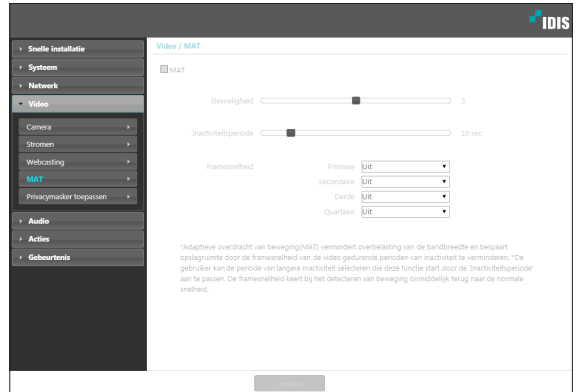 IDIS
Snelle installatie
Systeem
Netwerk
Video
Camera
Stromen
Webcasting
MAT
Privacymasker toepassen
Audio
Acties
Gebeurtenis
Video / MAT
MAT
Gevoeligheid 3
Inactiviteitsperiode 10 sec.
Framesnelheid Primaire Uit
Secondaire Uit
Derde Uit
Quartaire Uit
*Adaptieve overdracht van beweging(MAT) vermindert overbelasting van de bandbreedte en bespaart
opslagruimte door de framesnelheid van de video gedurende perioden van inactiviteit te verminderen. *De
gebruiker kan de periode van langere inactiviteit selecteren die deze functie start door de 'Inactiviteitsperiode'
aan te passen. De framesnelheid keert bij het detecteren van beweging onmiddellijk terug naar de normale
snelheid.